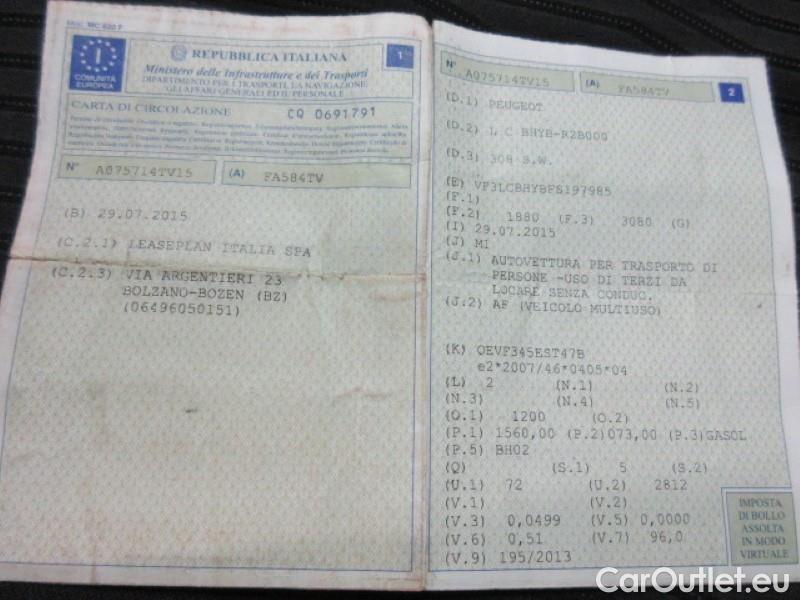 Mod. MC 820 F
COMUNITÀ
EUROPEA
REPUBBLICA ITALIANA
1
Ministero delle Infrastrutture e dei Trasporti
DIPARTIMENTO PER I TRASPORTI, LA NAVIGAZIONE,
GLI AFFARI GENERALI ED IL PERSONALE
CARTA DI CIRCOLAZIONE CQ 0691791
N° A075714TV15 (A) FA584TV
(B) 29.07.2015
(C.2.1) LEASEPLAN ITALIA SPA
(C.2.3) VIA ARGENTIERI 23
BOLZANO-BOZEN (BZ)
(06496050151)
N° A075714TV15 (A) FA584TV 2
(D.1) PEUGEOT
(D.2) L C BHYB-R2B000
(D.3) 308 S.W.
(E) VF3LCBHYBFS197985
(F.1)
(F.2) 1880 (F.3) 3080 (G)
(I) 29.07.2015
(J) M1
(J.1) AUTOVETTURA PER TRASPORTO DI
PERSONE -USO DI TERZI DA
LOCARE SENZA CONDUC.
(J.2) AF (VEICOLO MULTIUSO)
(K) OEVF345EST47B
e2*2007/46*0405*04
(L) 2 (N.1) (N.2)
(N.3) (N.4) (N.5)
(O.1) 1200 (O.2)
(P.1) 1560,00 (P.2)073,00 (P.3)GASOL
(P.5) BH02
(Q) (S.1) 5 (S.2)
(U.1) 72 (U.2) 2812
(V.1) (V.2)
(V.3) 0,0499 (V.5) 0,0000
(V.6) 0,51 (V.7) 96,0
(V.9) 195/2013
IMPOSTA
DI BOLLO
ASSOLTA
IN MODO
VIRTUALE
CarOutlet.eu